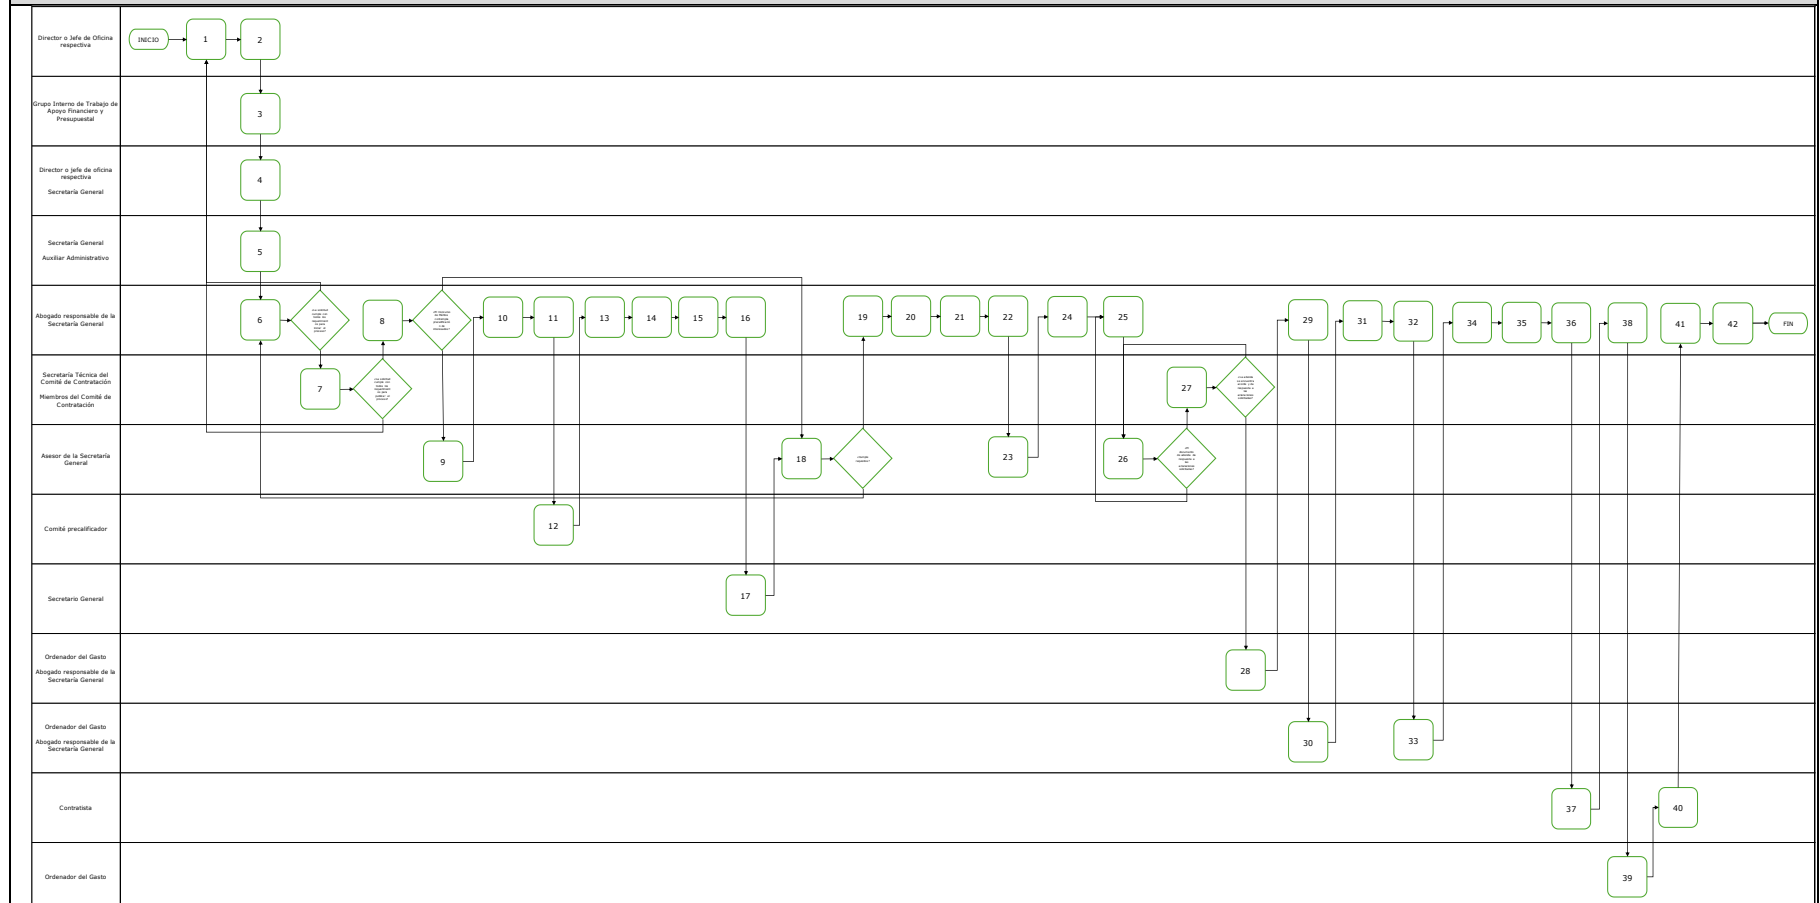 Director o Jefe de Oficina
respectiva
INICIO
1
2
Grupo Interno de Trabajo de
Apoyo Financiero y
Presupuestal
3
Director o jefe de oficina
respectiva
Secretaría General
4
Secretaría General
Auxiliar Administrativo
5
Abogado responsable de la
Secretaría General
6
8
10
11
13
14
15
16
19
20
21
22
24
25
29
31
32
34
35
36
38
41
42
FIN
Secretaría Técnica del
Comité de Contratación
Miembros del Comité de
Contratación
7
27
Asesor de la Secretaría
General
9
18
23
26
Comité precalificador
12
Secretario General
17
Ordenador del Gasto
Abogado responsable de la
Secretaría General
28
Ordenador del Gasto
Abogado responsable de la
Secretaría General
30
33
Contratista
37
40
Ordenador del Gasto
39